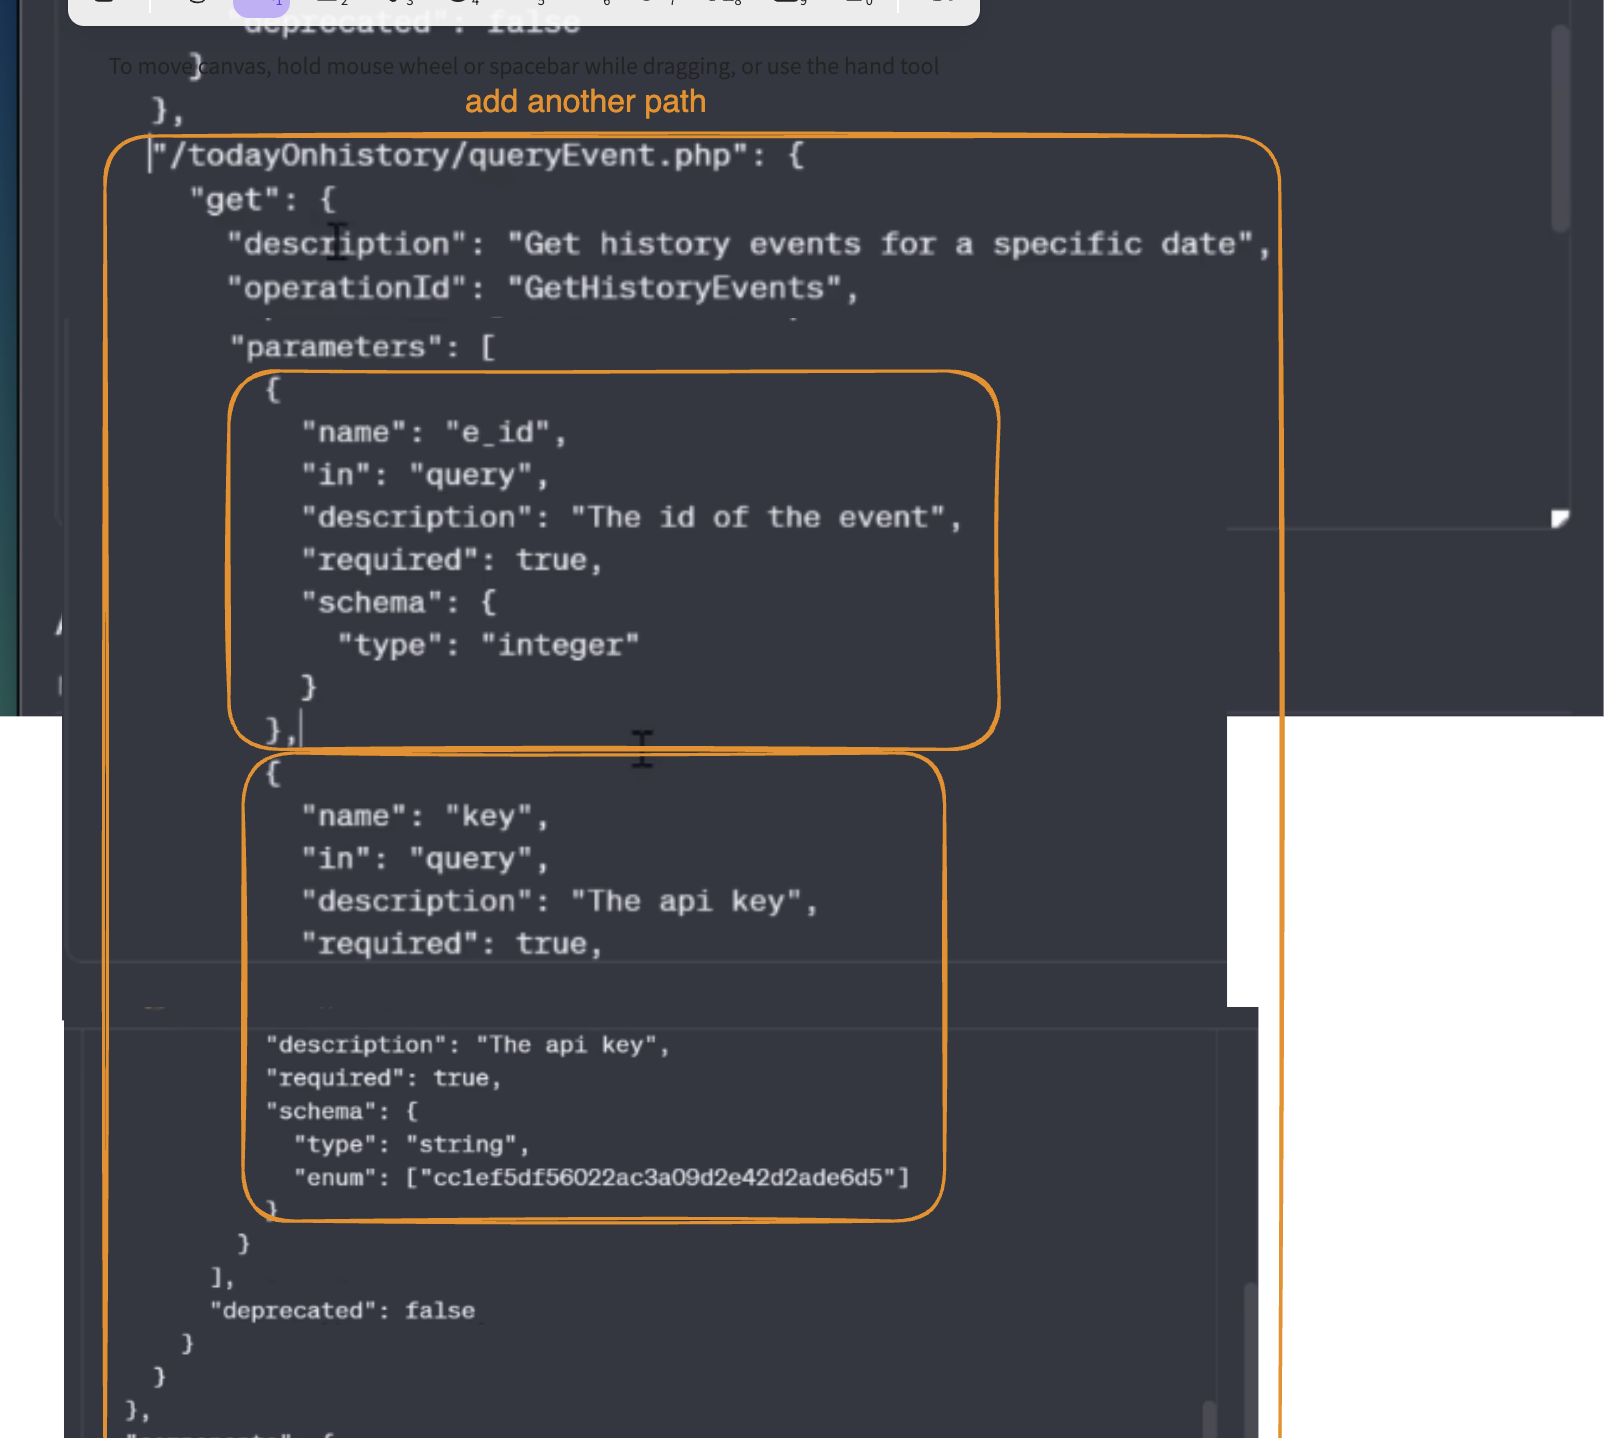 "deprecated": false
}
To move canvas, hold mouse wheel or spacebar while dragging, or use the hand tool
add another path
},
"/todayOnhistory/queryEvent.php": {
"get": {
"description": "Get history events for a specific date",
"operationId": "GetHistoryEvents",
"parameters": [
{
"name": "e_id",
"in": "query",
"description": "The id of the event",
"required": true,
"schema": {
"type": "integer"
}
},
{
"name": "key",
"in": "query",
"description": "The api key",
"required": true,
"description": "The api key",
"required": true,
"schema": {
"type": "string",
"enum": ["cc1ef5df56022ac3a09d2e42d2ade6d5"]
}
}
],
"deprecated": false
}
}
},